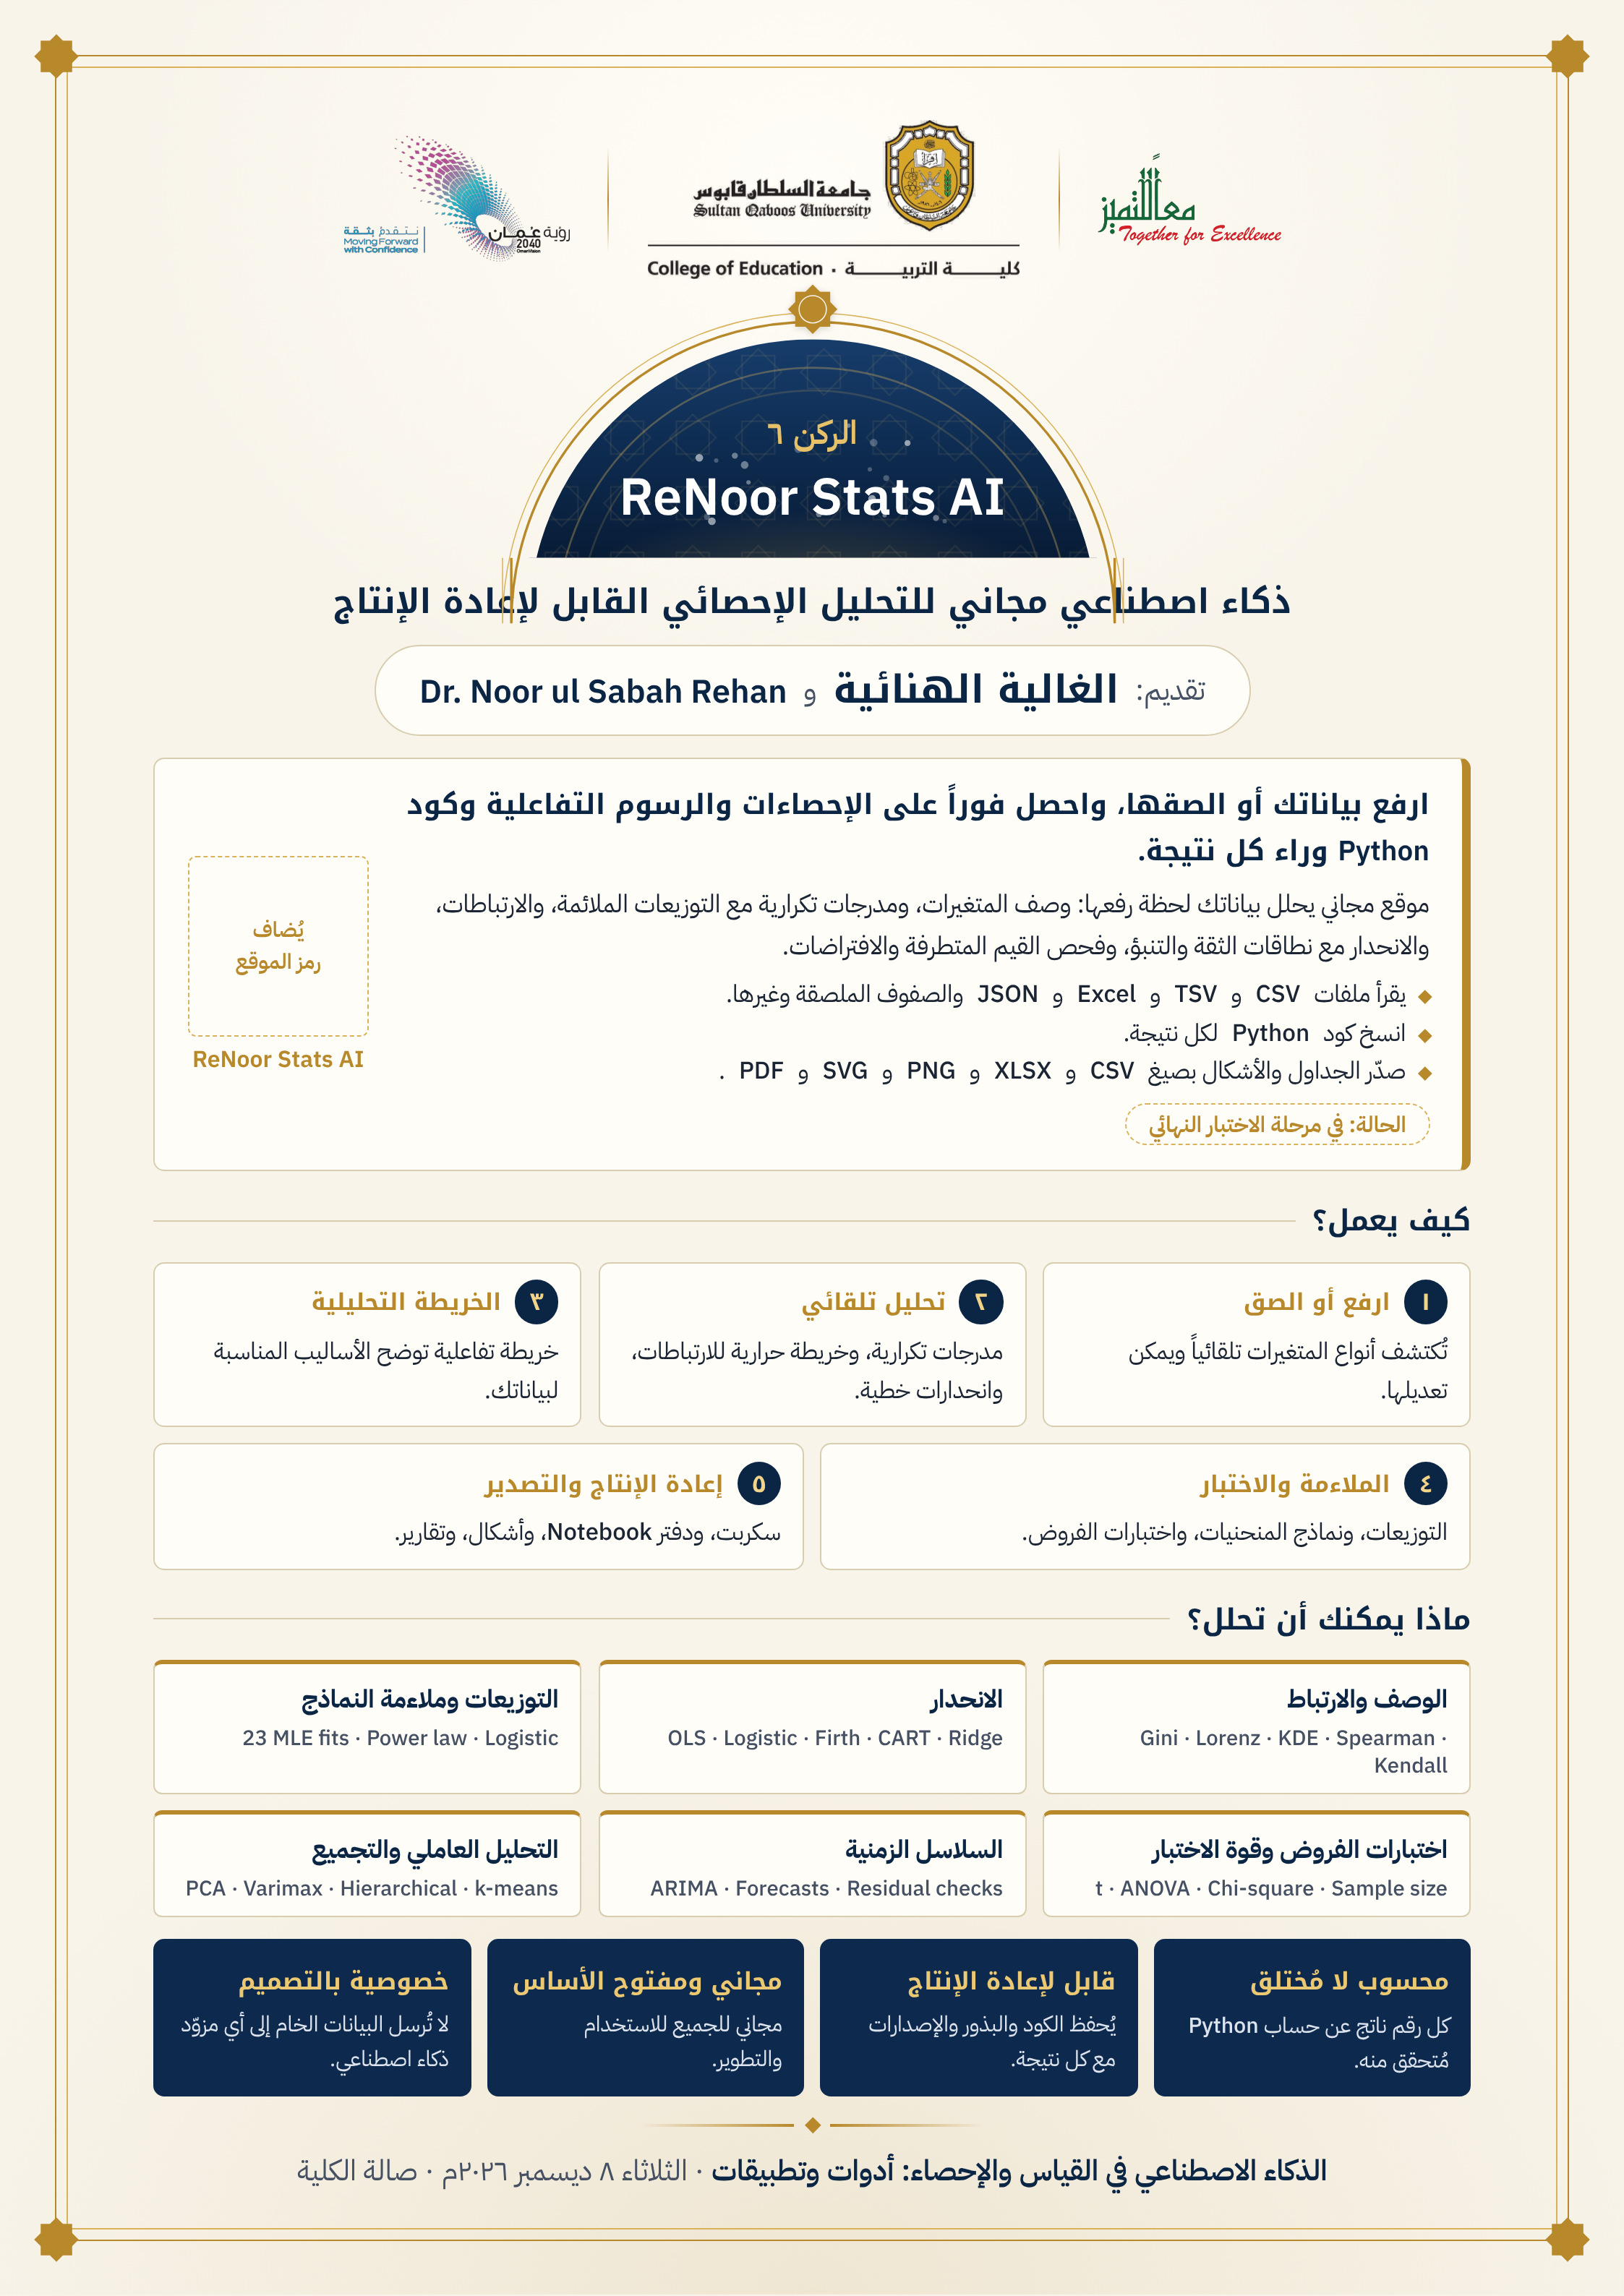 معاً للتميز
Together for Excellence
جامعة السلطان قابوس
Sultan Qaboos University
كليـــــــة التربيـــــــة · College of Education
رؤية عُمان
2040
نتقدم بثقة
Moving Forward
with Confidence
الركن ٦
ReNoor Stats AI
ذكاء اصطناعي مجاني للتحليل الإحصائي القابل لإعادة الإنتاج
تقديم: الغالية الهنائية و Dr. Noor ul Sabah Rehan
ارفع بياناتك أو الصقها، واحصل فوراً على الإحصاءات والرسوم التفاعلية وكود
Python وراء كل نتيجة.
موقع مجاني يحلل بياناتك لحظة رفعها: وصف المتغيرات، ومدرجات تكرارية مع التوزيعات الملائمة، والارتباطات،
والانحدار مع نطاقات الثقة والتنبؤ، وفحص القيم المتطرفة والافتراضات.
يقرأ ملفات CSV و TSV و Excel و JSON والصفوف الملصقة وغيرها.
انسخ كود Python لكل نتيجة.
صدّر الجداول والأشكال بصيغ CSV و XLSX و PNG و SVG و PDF .
الحالة: في مرحلة الاختبار النهائي
يُضاف
رمز الموقع
ReNoor Stats AI
كيف يعمل؟
١ ارفع أو الصق
تُكتشف أنواع المتغيرات تلقائياً ويمكن
تعديلها.
٢ تحليل تلقائي
مدرجات تكرارية، وخريطة حرارية للارتباطات،
وانحدارات خطية.
٣ الخريطة التحليلية
خريطة تفاعلية توضح الأساليب المناسبة
لبياناتك.
٤ الملاءمة والاختبار
التوزيعات، ونماذج المنحنيات، واختبارات الفروض.
٥ إعادة الإنتاج والتصدير
سكربت، ودفتر Notebook، وأشكال، وتقارير.
ماذا يمكنك أن تحلل؟
الوصف والارتباط
Gini · Lorenz · KDE · Spearman ·
Kendall
الانحدار
OLS · Logistic · Firth · CART · Ridge
التوزيعات وملاءمة النماذج
23 MLE fits · Power law · Logistic
اختبارات الفروض وقوة الاختبار
t · ANOVA · Chi-square · Sample size
السلاسل الزمنية
ARIMA · Forecasts · Residual checks
التحليل العاملي والتجميع
PCA · Varimax · Hierarchical · k-means
محسوب لا مُختلق
كل رقم ناتج عن حساب Python
مُتحقق منه.
قابل لإعادة الإنتاج
يُحفظ الكود والبذور والإصدارات
مع كل نتيجة.
مجاني ومفتوح الأساس
مجاني للجميع للاستخدام
والتطوير.
خصوصية بالتصميم
لا تُرسل البيانات الخام إلى أي مزوّد
ذكاء اصطناعي.
الذكاء الاصطناعي في القياس والإحصاء: أدوات وتطبيقات · الثلاثاء ٨ ديسمبر ٢٠٢٦م · صالة الكلية